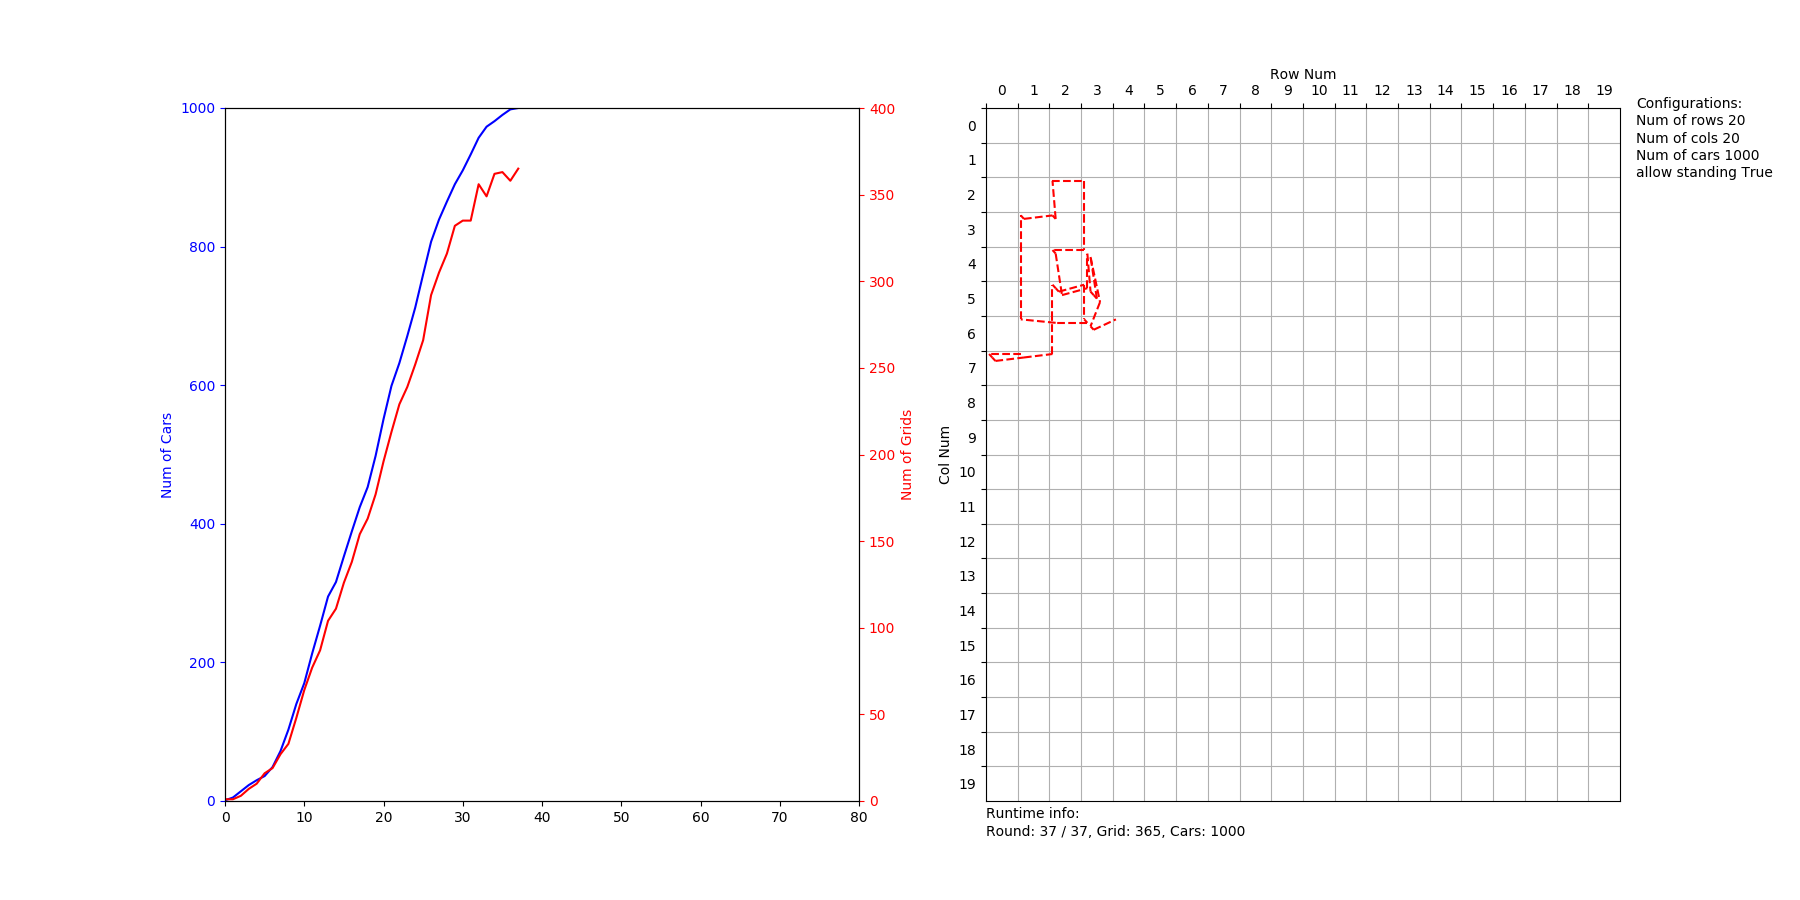 Row Num
0 1 2 3 4 5 6 7 8 9 10 11 12 13 14 15 16 17 18 19
Configurations:
Num of rows 20
Num of cols 20
Num of cars 1000
allow standing True
1000
800
600
400
200
0
Num of Cars
0 10 20 30 40 50 60 70 80
400
350
300
250
200
150
100
50
0
Num of Grids
Col Num
0
1
2
3
4
5
6
7
8
9
10
11
12
13
14
15
16
17
18
19
Runtime info:
Round: 37 / 37, Grid: 365, Cars: 1000